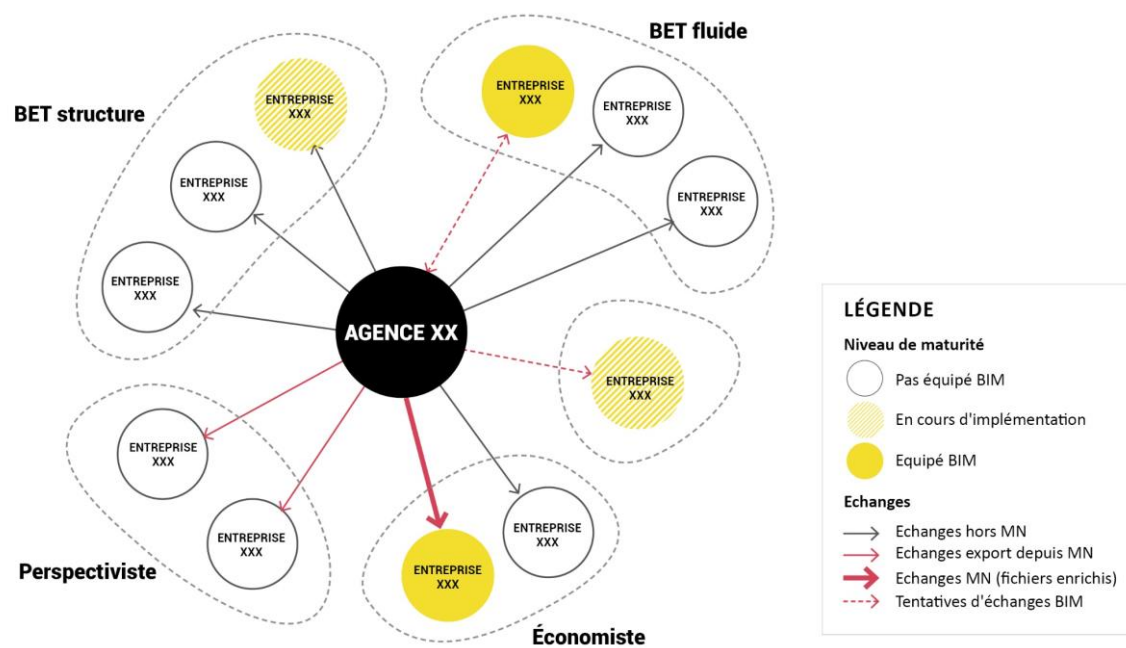 BET fluide
ENTREPRISE
XXX
ENTREPRISE
XXX
ENTREPRISE
XXX
BET structure
ENTREPRISE
XXX
ENTREPRISE
XXX
ENTREPRISE
XXX
AGENCE XX
ENTREPRISE
XXX
ENTREPRISE
XXX
ENTREPRISE
XXX
Perspectiviste
ENTREPRISE
XXX
ENTREPRISE
XXX
Économiste
LÉGENDE
Niveau de maturité
Pas équipé BIM
En cours d'implémentation
Equipé BIM
Echanges
Echanges hors MN
Echanges export depuis MN
Echanges MN (fichiers enrichis)
Tentatives d'échanges BIM